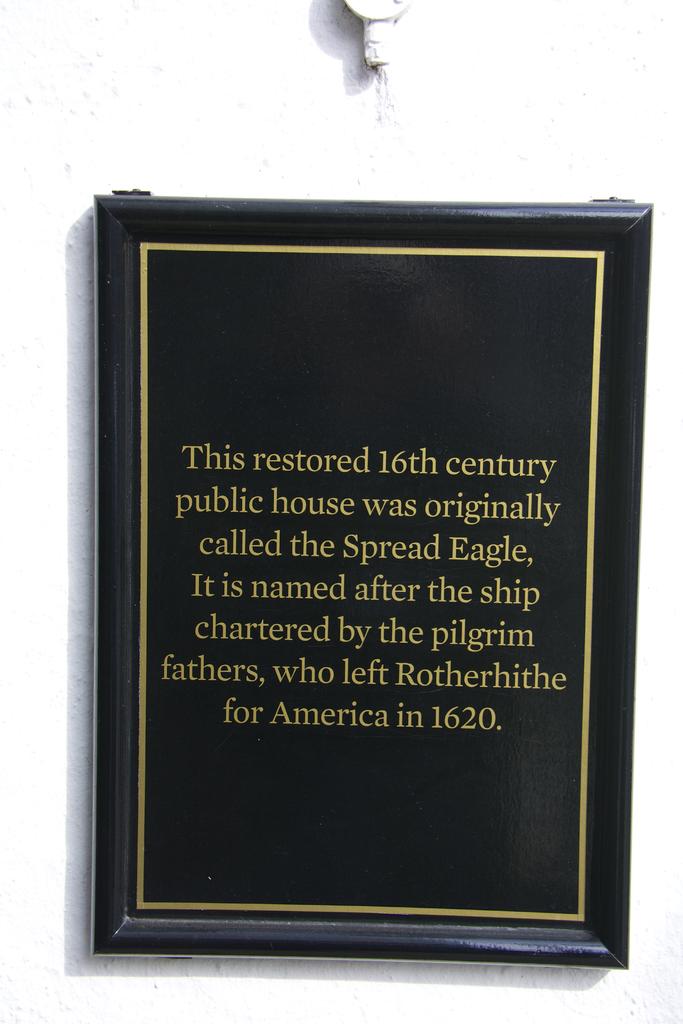 This restored 16th century
public house was originally
called the Spread Eagle,
It is named after the ship
chartered by the pilgrim
fathers, who left Rotherhithe
for America in 1620.